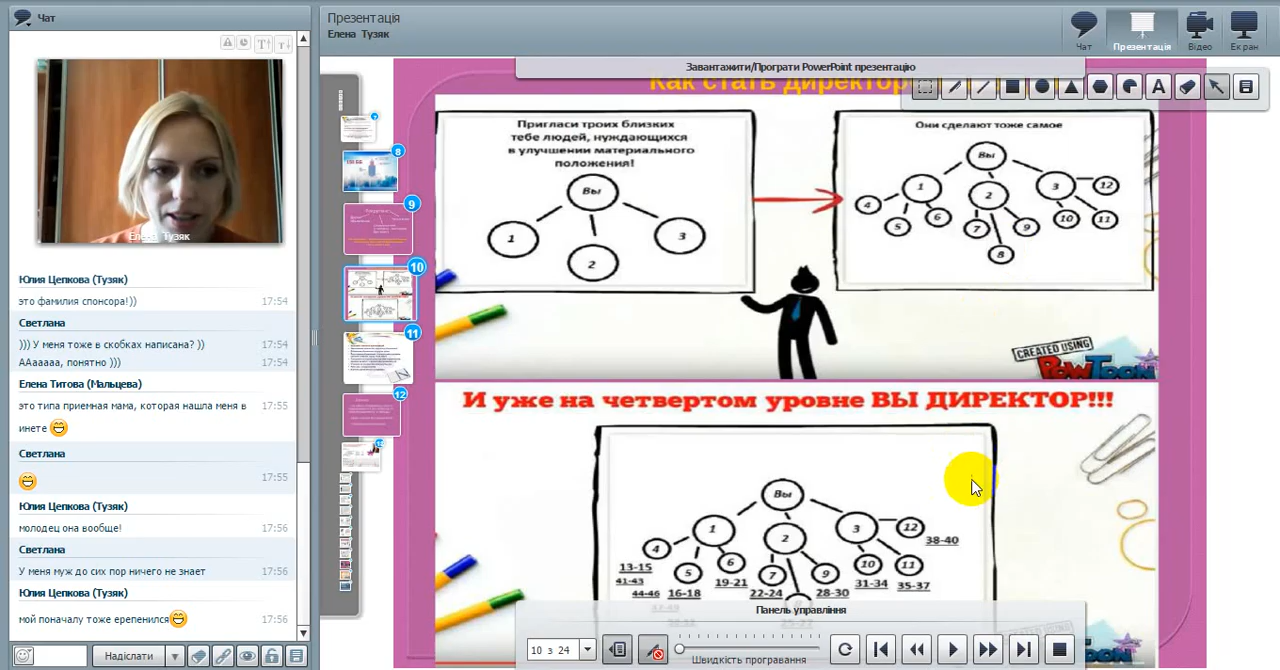 Чат
Елена Тузяк
Юлия Цепкова (Тузяк)
это фамилия спонсора!)) 17:54
Светлана
))) У меня тоже в скобках написана? )) 17:54
ААааааа, понятно))) 17:54
Елена Титова (Мальцева)
это типа приемная мама, которая нашла меня в 17:55
инете
Светлана
17:55
Юлия Цепкова (Тузяк)
молодец она вообще! 17:56
Светлана
У меня муж до сих пор ничего не знает 17:56
Юлия Цепкова (Тузяк)
мой поначалу тоже ерепенился 17:56
Надіслати
Презентація
Елена Тузяк
Чат
Презентація
Відео
Екран
Завантажити/Програти PowerPoint презентацію
Как стать директор
7
8
9
10
11
12
Пригласи троих близких
тебе людей, нуждающихся
в улучшении материального
положения!
Вы
1
2
3
Они сделают тоже самое
Вы
1
2
3
4
5
6
7
8
9
10
11
12
CREATED USING
PowToon
И уже на четвертом уровне ВЫ ДИРЕКТОР!!!
Вы
1
2
3
12
38-40
4
5
6
7
9
10
11
13-15
41-43
44-46
16-18
19-21
22-24
28-30
31-34
35-37
Панель управління
10 з 24
Швидкість програвання